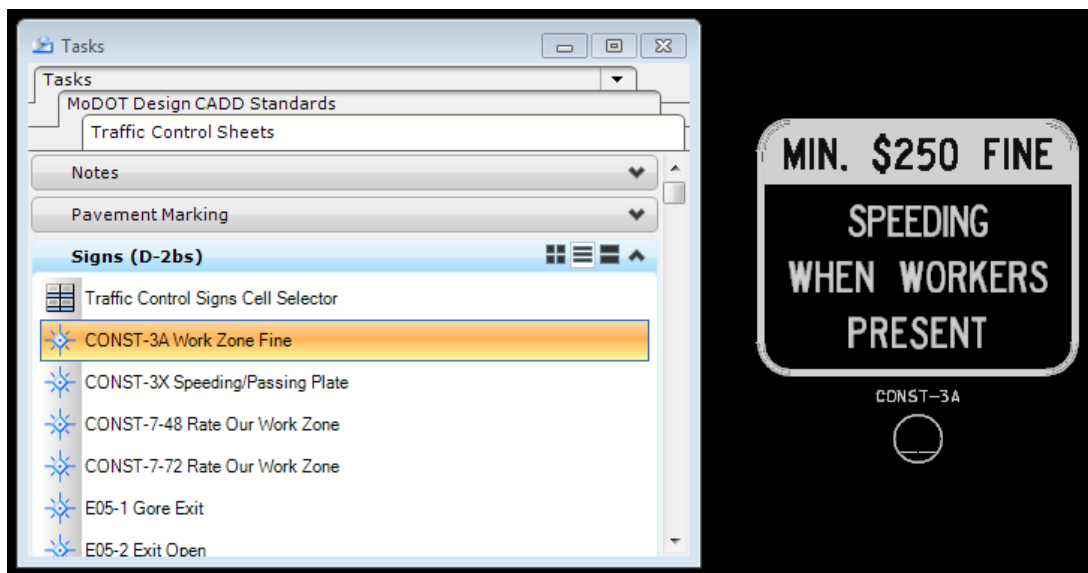 Tasks
Tasks
MoDOT Design CADD Standards
Traffic Control Sheets
Notes
Pavement Marking
Signs (D-2bs)
Traffic Control Signs Cell Selector
CONST-3A Work Zone Fine
CONST-3X Speeding/Passing Plate
CONST-7-48 Rate Our Work Zone
CONST-7-72 Rate Our Work Zone
E05-1 Gore Exit
E05-2 Exit Open
MIN. $250 FINE
SPEEDING
WHEN WORKERS
PRESENT
CONST-3A
__